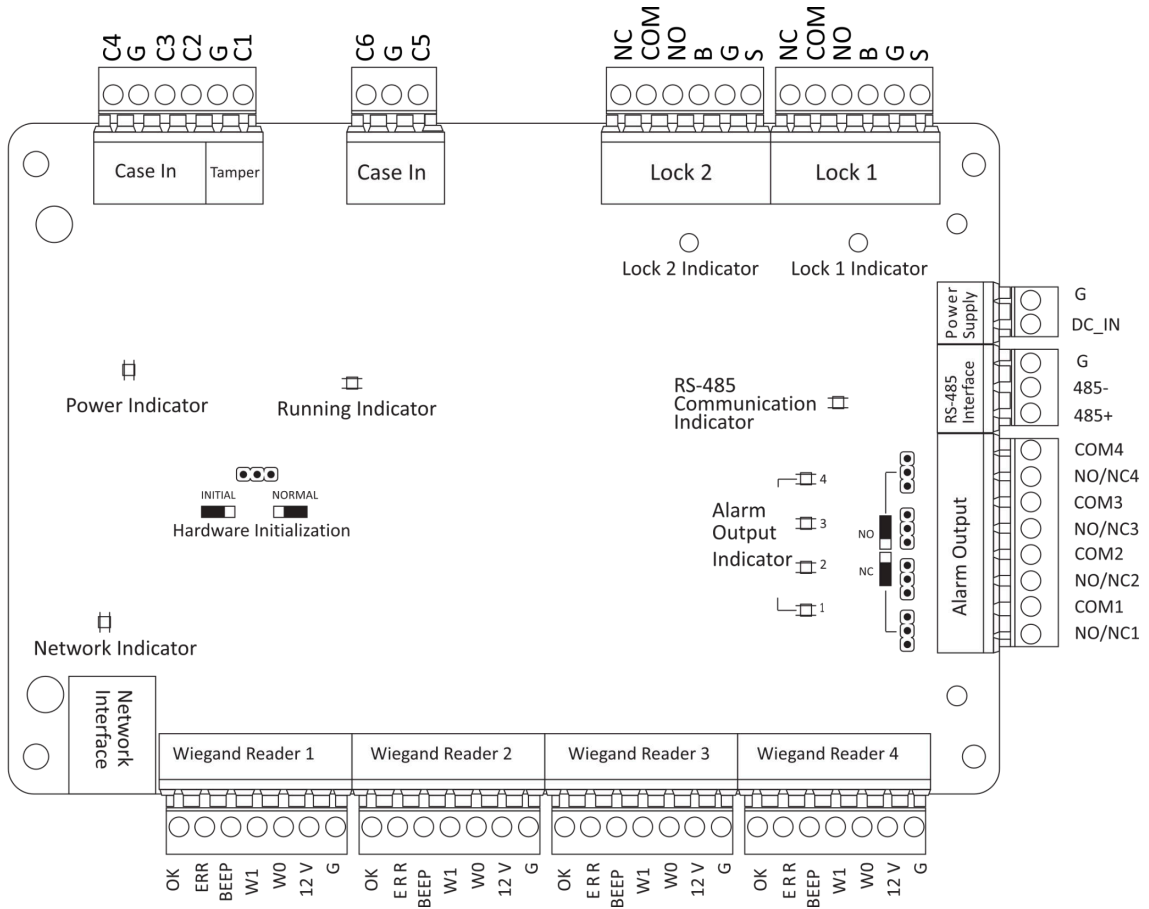 C4 G C3 C2 G C1
C6 G C5
NC COM NO B G S
NC COM NO B G S
Case In
Tamper
Case In
Lock 2
Lock 1
Lock 2 Indicator
Lock 1 Indicator
Power
Supply
G
DC_IN
RS-485
Interface
G
485-
485+
Power Indicator
Running Indicator
RS-485
Communication
Indicator
INITIAL
NORMAL
Hardware Initialization
Alarm
Output
Indicator
4
3
2
1
NO
NC
Alarm Output
COM4
NO/NC4
COM3
NO/NC3
COM2
NO/NC2
COM1
NO/NC1
Network Indicator
Network
Interface
Wiegand Reader 1
Wiegand Reader 2
Wiegand Reader 3
Wiegand Reader 4
OK ERR BEEP W1 W0 12 V G
OK E R R BEEP W1 W0 12 V G
OK E R R BEEP W1 W0 12 V G
OK E R R BEEP W1 W0 12 V G